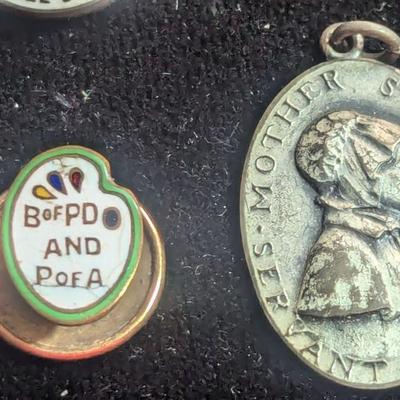 BOFPD
AND
POFA
MOTHER S
SERVANT